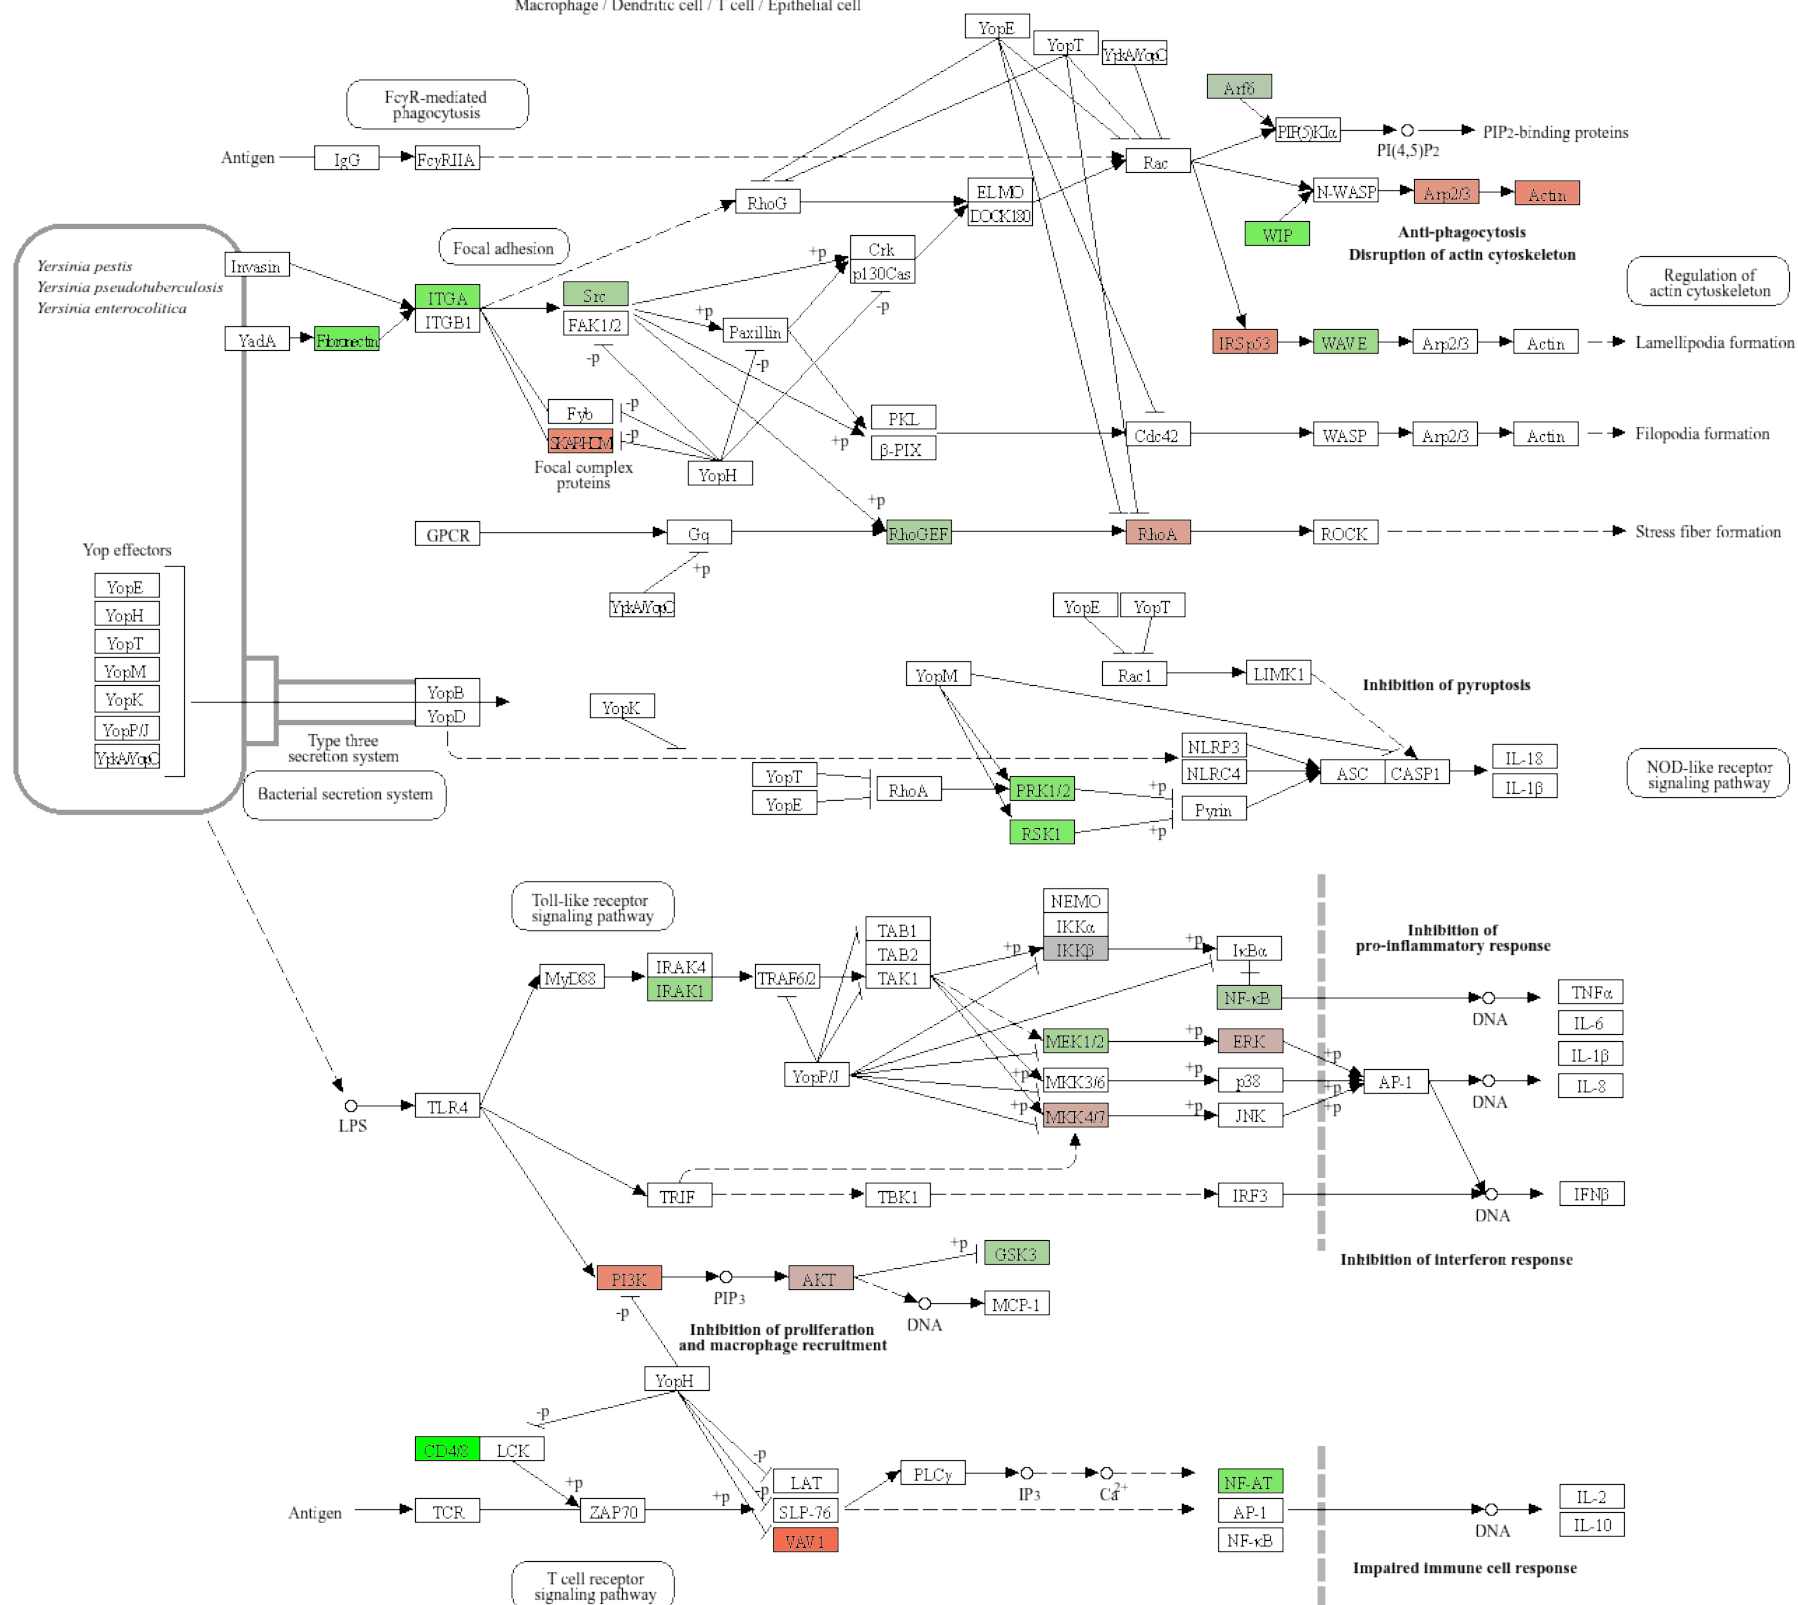 Macrophage / Dendritic cell / T cell / Epithelial cell
YopE
YopT
YpkA/YopO
Arf6
FcγR-mediated
phagocytosis
PIP(5)KIα
PI(4,5)P2
PIP2-binding proteins
Antigen
IgG
FcγRIIA
Rac
RhoG
ELMO
DOCK180
N-WASP
Arp2/3
Actin
WIP
Anti-phagocytosis
Disruption of actin cytoskeleton
Focal adhesion
Yersinia pestis
Yersinia pseudotuberculosis
Yersinia enterocolitica
Invasin
+p
Crk
p130Cas
-p
Regulation of
actin cytoskeleton
ITGA
ITGB1
Src
FAK1/2
+p
Paxillin
-p
-p
YadA
Fibronectin
IRSp53
WAVE
Arp2/3
Actin
Lamellipodia formation
Fyb
-p
SKAPHOM
-p
Focal complex
proteins
YopH
PKL
β-PIX
+p
Cdc42
WASP
Arp2/3
Actin
Filopodia formation
+p
GPCR
Gq
RhoGEF
RhoA
ROCK
Stress fiber formation
+p
YpkA/YopO
Yop effectors
YopE
YopH
YopT
YopM
YopK
YopP/J
YpkA/YopO
YopE
YopT
Rac1
LIMK1
Inhibition of pyroptosis
YopM
YopB
YopD
YopK
Type three
secretion system
Bacterial secretion system
NLRP3
NLRC4
ASC
CASP1
IL-18
IL-1β
NOD-like receptor
signaling pathway
YopT
YopE
RhoA
PRK1/2
+p
Pyrin
RSK1
+p
Toll-like receptor
signaling pathway
NEMO
IKKα
IKKβ
+p
+p
IκBα
NF-κB
Inhibition of
pro-inflammatory response
TAB1
TAB2
TAK1
MyD88
IRAK4
IRAK1
TRAF6/2
DNA
TNFα
IL-6
IL-1β
IL-8
MEK1/2
+p
ERK
+p
YopP/J
+p
MKK3/6
+p
p38
+p
AP-1
DNA
+p
MKK4/7
+p
JNK
+p
LPS
TLR4
TRIF
TBK1
IRF3
DNA
IFNβ
Inhibition of interferon response
+p
GSK3
PI3K
PIP3
AKT
DNA
MCP-1
-p
Inhibition of proliferation
and macrophage recruitment
YopH
-p
CD4/8
LCK
-p
-p
LAT
SLP-76
VAV1
PLCγ
IP3
Ca2+
NF-AT
AP-1
NF-κB
Antigen
TCR
+p
ZAP70
+p
DNA
IL-2
IL-10
T cell receptor
signaling pathway
Impaired immune cell response